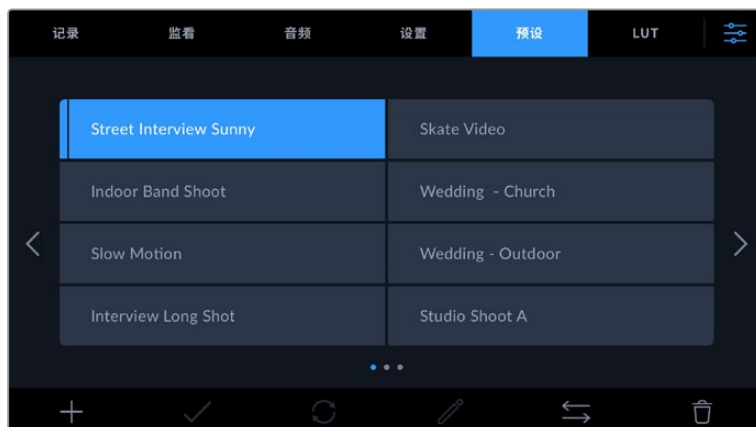 记录 监看 音频 设置 预设 LUT
Street Interview Sunny Skate Video
Indoor Band Shoot Wedding - Church
Slow Motion Wedding - Outdoor
Interview Long Shot Studio Shoot A